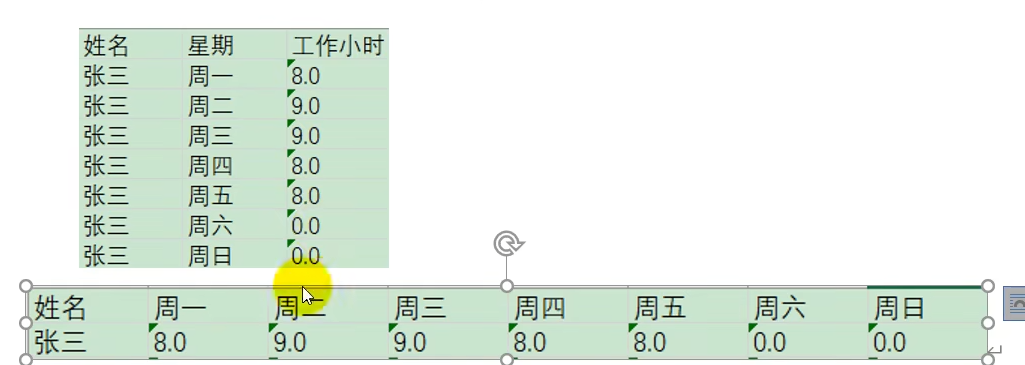 姓名 星期 工作小时
张三 周一 8.0
张三 周二 9.0
张三 周三 9.0
张三 周四 8.0
张三 周五 8.0
张三 周六 0.0
张三 周日 0.0
姓名 周一 周二 周三 周四 周五 周六 周日
张三 8.0 9.0 9.0 8.0 8.0 0.0 0.0